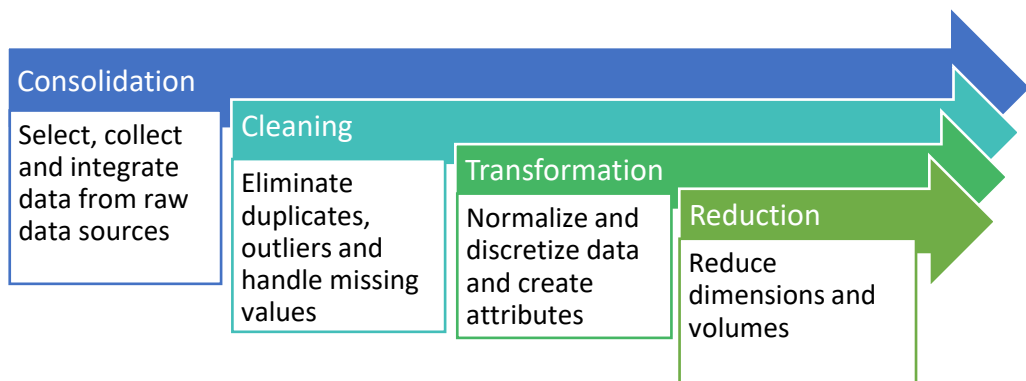 Consolidation
Select, collect
and integrate
data from raw
data sources
Cleaning
Eliminate
duplicates,
outliers and
handle missing
values
Transformation
Normalize and
discretize data
and create
attributes
Reduction
Reduce
dimensions and
volumes